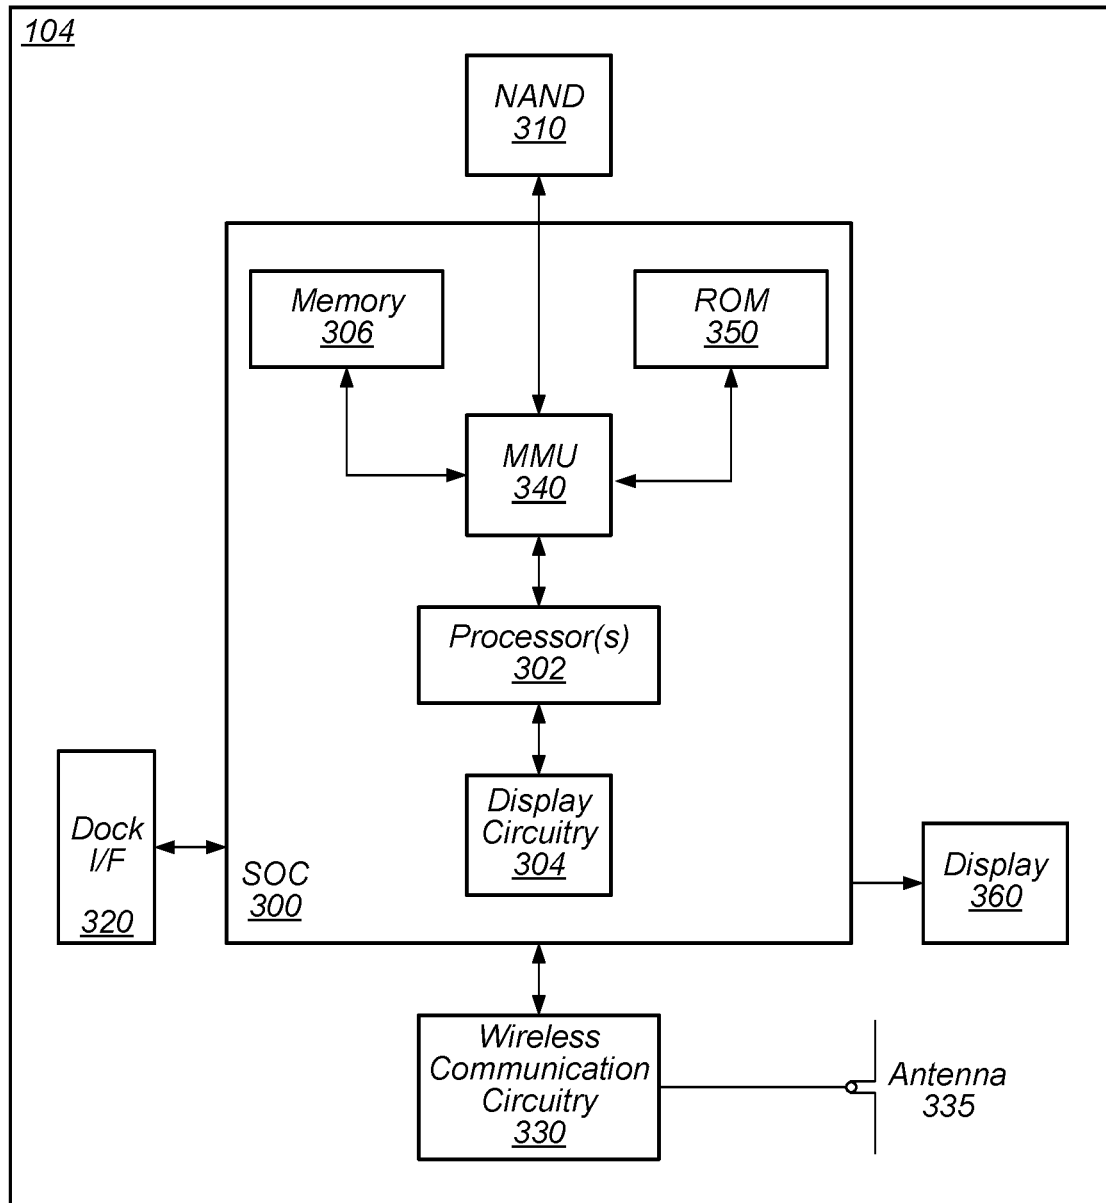 104
NAND
310
Memory
306
ROM
350
MMU
340
Processor(s)
302
Display
Circuitry
304
Dock
I/F
320
SOC
300
Display
360
Wireless
Communication
Circuitry
330
Antenna
335